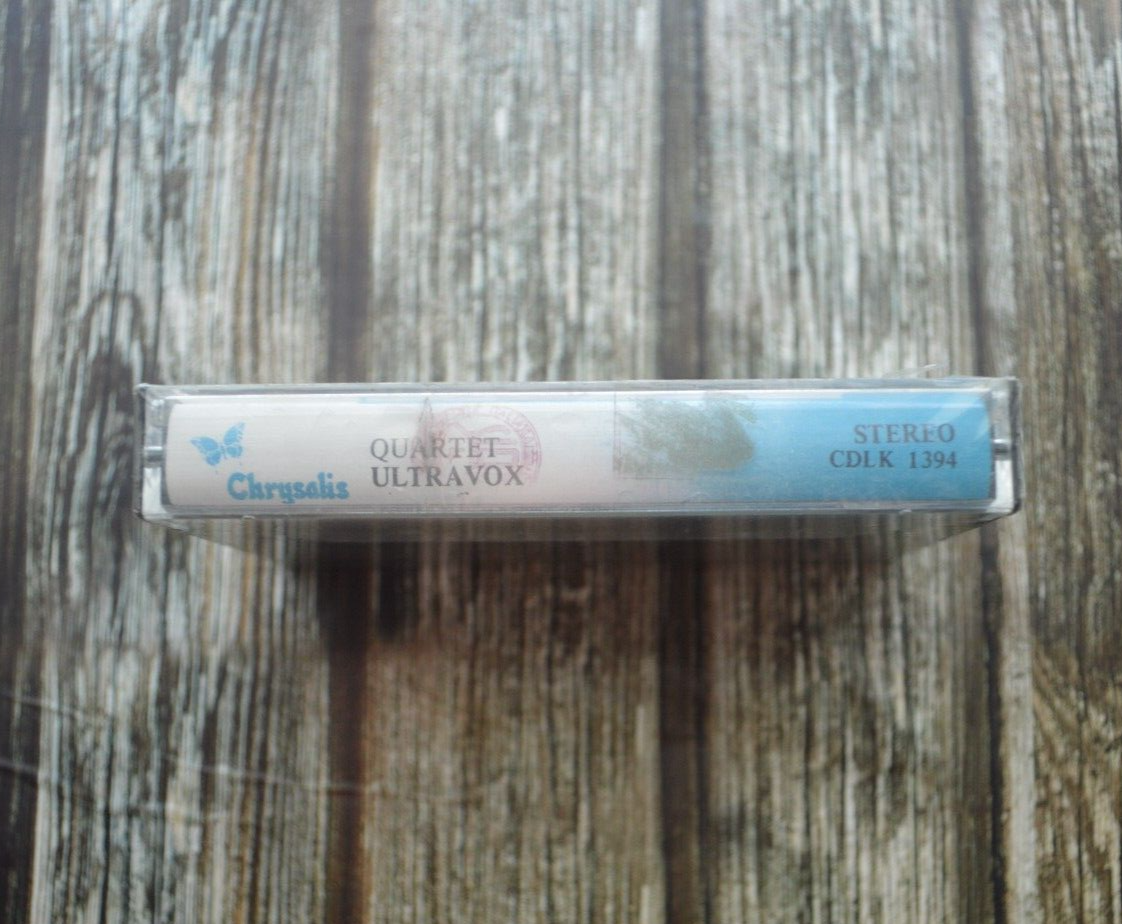 Chrysalis
QUARTET
ULTRAVOX
STEREO
CDLK 1394